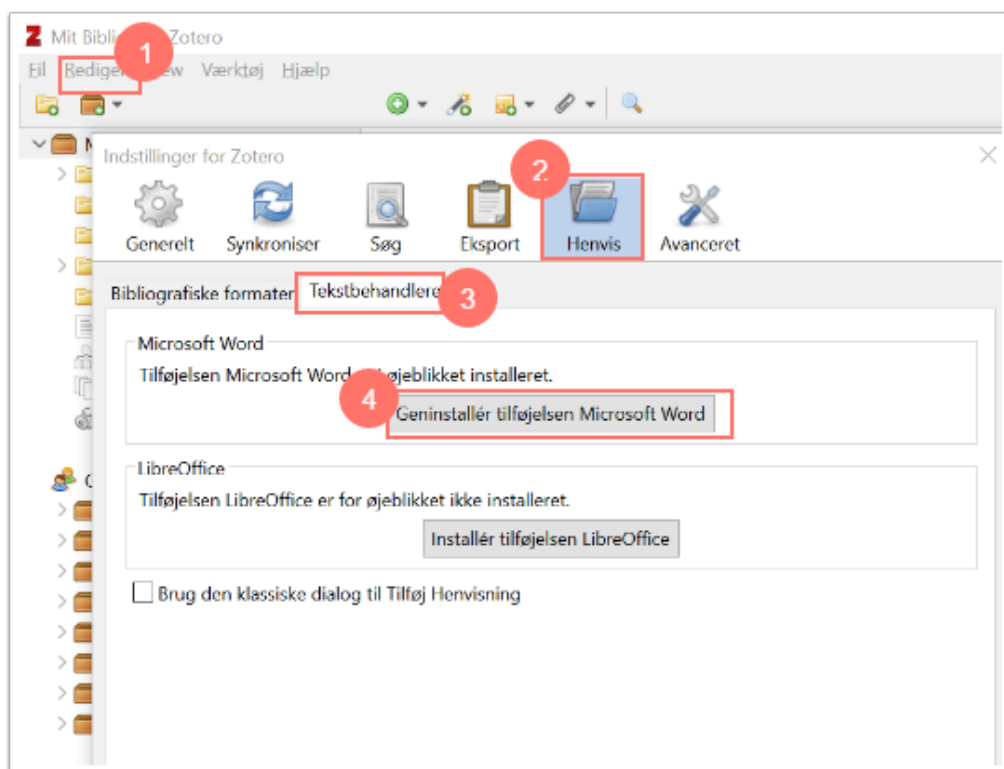 Z Mit Bibl Zotero
1
Fil Rediger ew Værktøj Hjælp
M
Indstillinger for Zotero
2
Generelt Synkroniser Søg Eksport Henvis Avanceret
Bibliografiske formater Tekstbehandlere
3
Microsoft Word
Tilføjelsen Microsoft Word øjeblikket installeret.
4
Geninstallér tilføjelsen Microsoft Word
LibreOffice
Tilføjelsen LibreOffice er for øjeblikket ikke installeret.
Installér tilføjelsen LibreOffice
Brug den klassiske dialog til Tilføj Henvisning